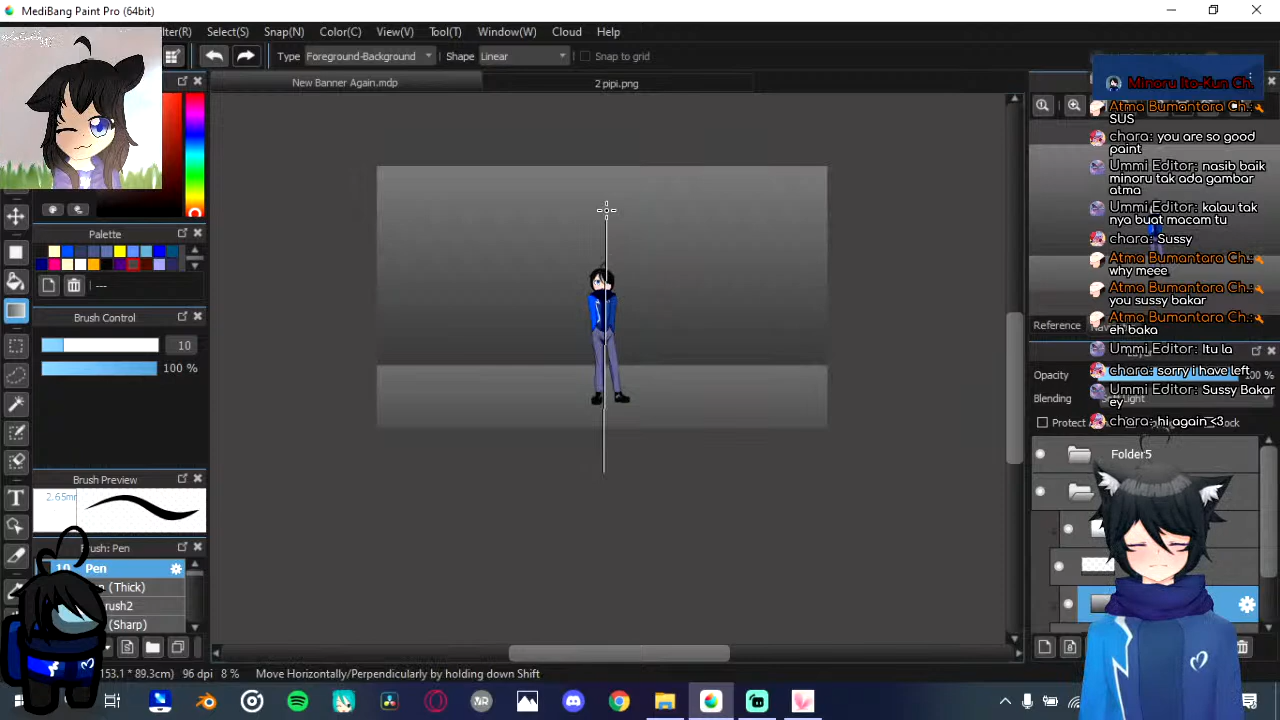 MediBang Paint Pro (64bit)
lter(R) Select(S) Snap(N) Color(C) View(V) Tool(T) Window(W) Cloud Help
Type Foreground-Background Shape Linear Snap to grid
New Banner Again.mdp 2 pipi.png
Palette
---
Brush Control
10
100 %
Brush Preview
2.65m
Brush: Pen
10 Pen
(Thick)
rush2
(Sharp)
153.1 * 89.3cm) 96 dpi 8 % Move Horizontally/Perpendicularly by holding down Shift
Minoru Ito-Kun Ch.
Atma Bumantara Ch.:
SUS
chara: you are so good
paint
Ummi Editor: nasib baik
minoru tak ada gambar
atma
Ummi Editor: kalau tak
nya buat macam tu
chara: Sussy
Atma Bumantara Ch.:
why meee
Atma Bumantara Ch.:
you sussy bakar
Atma Bumantara Ch.:
eh baka
Ummi Editor: Itu la
chara: sorry i have left
Ummi Editor: Sussy Bakar
ey
chara: hi again <3
Reference
Opacity 100 %
Blending
Protect
Folder5